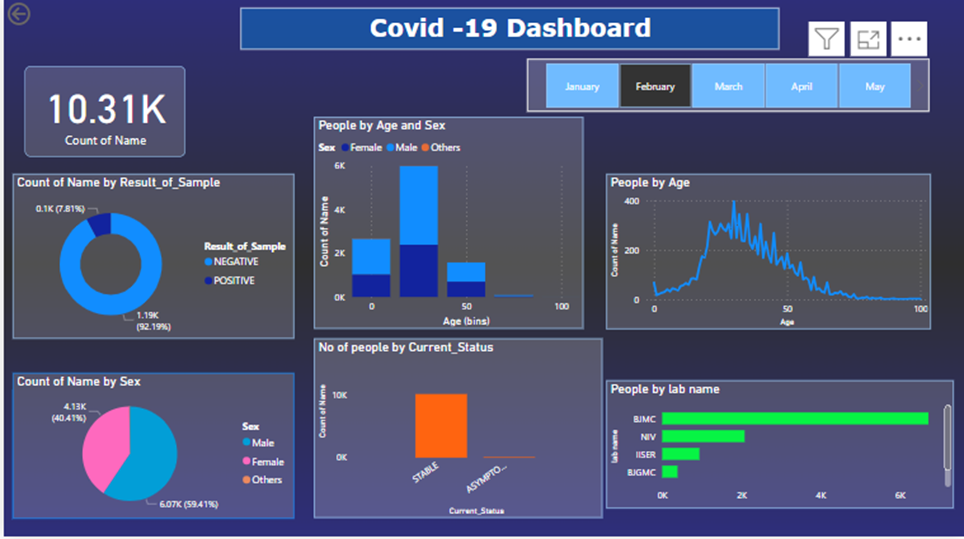 Covid -19 Dashboard
January February March April May
10.31K
Count of Name
Count of Name by Result_of_Sample
0.1K (7.81%)
Result_of_Sample
NEGATIVE
POSITIVE
1.19K
(92.19%)
People by Age and Sex
Sex Female Male Others
Count of Name
6K
4K
2K
0K
0 50 100
Age (bins)
People by Age
Count of Name
400
200
0
0 50 100
Age
Count of Name by Sex
4.13K
(40.41%)
Sex
Male
Female
Others
6.07K (59.41%)
No of people by Current_Status
Count of Name
10K
0K
STABLE
ASYMPTO...
Current_Status
People by lab name
lab name
BJMC
NIV
IISER
BJGMC
0K 2K 4K 6K